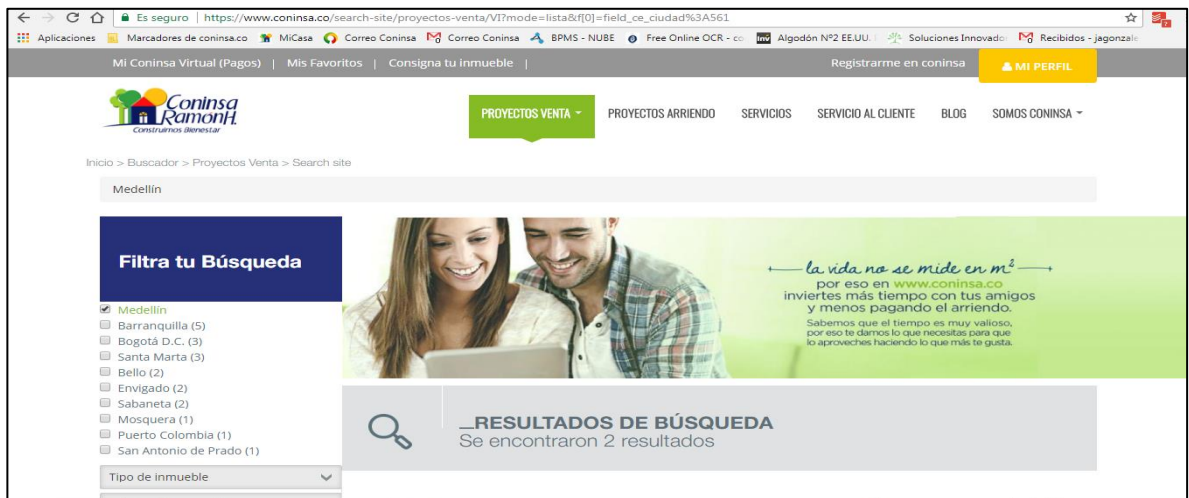 Es seguro | https://www.coninsa.co/search-site/proyectos-venta/VI?mode=lista&f[0]=field_ce_ciudad%3A561
Aplicaciones Marcadores de coninsa.co MiCasa Correo Coninsa Correo Coninsa BPMS - NUBE Free Online OCR - co Inv Algodón Nº2 EE.UU. Soluciones Innovado Recibidos - jagonzale
Mi Coninsa Virtual (Pagos) | Mis Favoritos | Consigna tu inmueble | Registrarme en coninsa MI PERFIL
Coninsa
RamonH.
Construimos Bienestar
PROYECTOS VENTA PROYECTOS ARRIENDO SERVICIOS SERVICIO AL CLIENTE BLOG SOMOS CONINSA
Inicio > Buscador > Proyectos Venta > Search site
Medellín
Filtra tu Búsqueda
Medellín
Barranquilla (5)
Bogotá D.C. (3)
Santa Marta (3)
Bello (2)
Envigado (2)
Sabaneta (2)
Mosquera (1)
Puerto Colombia (1)
San Antonio de Prado (1)
Tipo de inmueble
la vida no se mide en m²
por eso en www.coninsa.co
inviertes más tiempo con tus amigos
y menos pagando el arriendo.
Sabemos que el tiempo es muy valioso,
por eso te damos lo que necesitas para que
lo aproveches haciendo lo que más te gusta.
_RESULTADOS DE BÚSQUEDA
Se encontraron 2 resultados